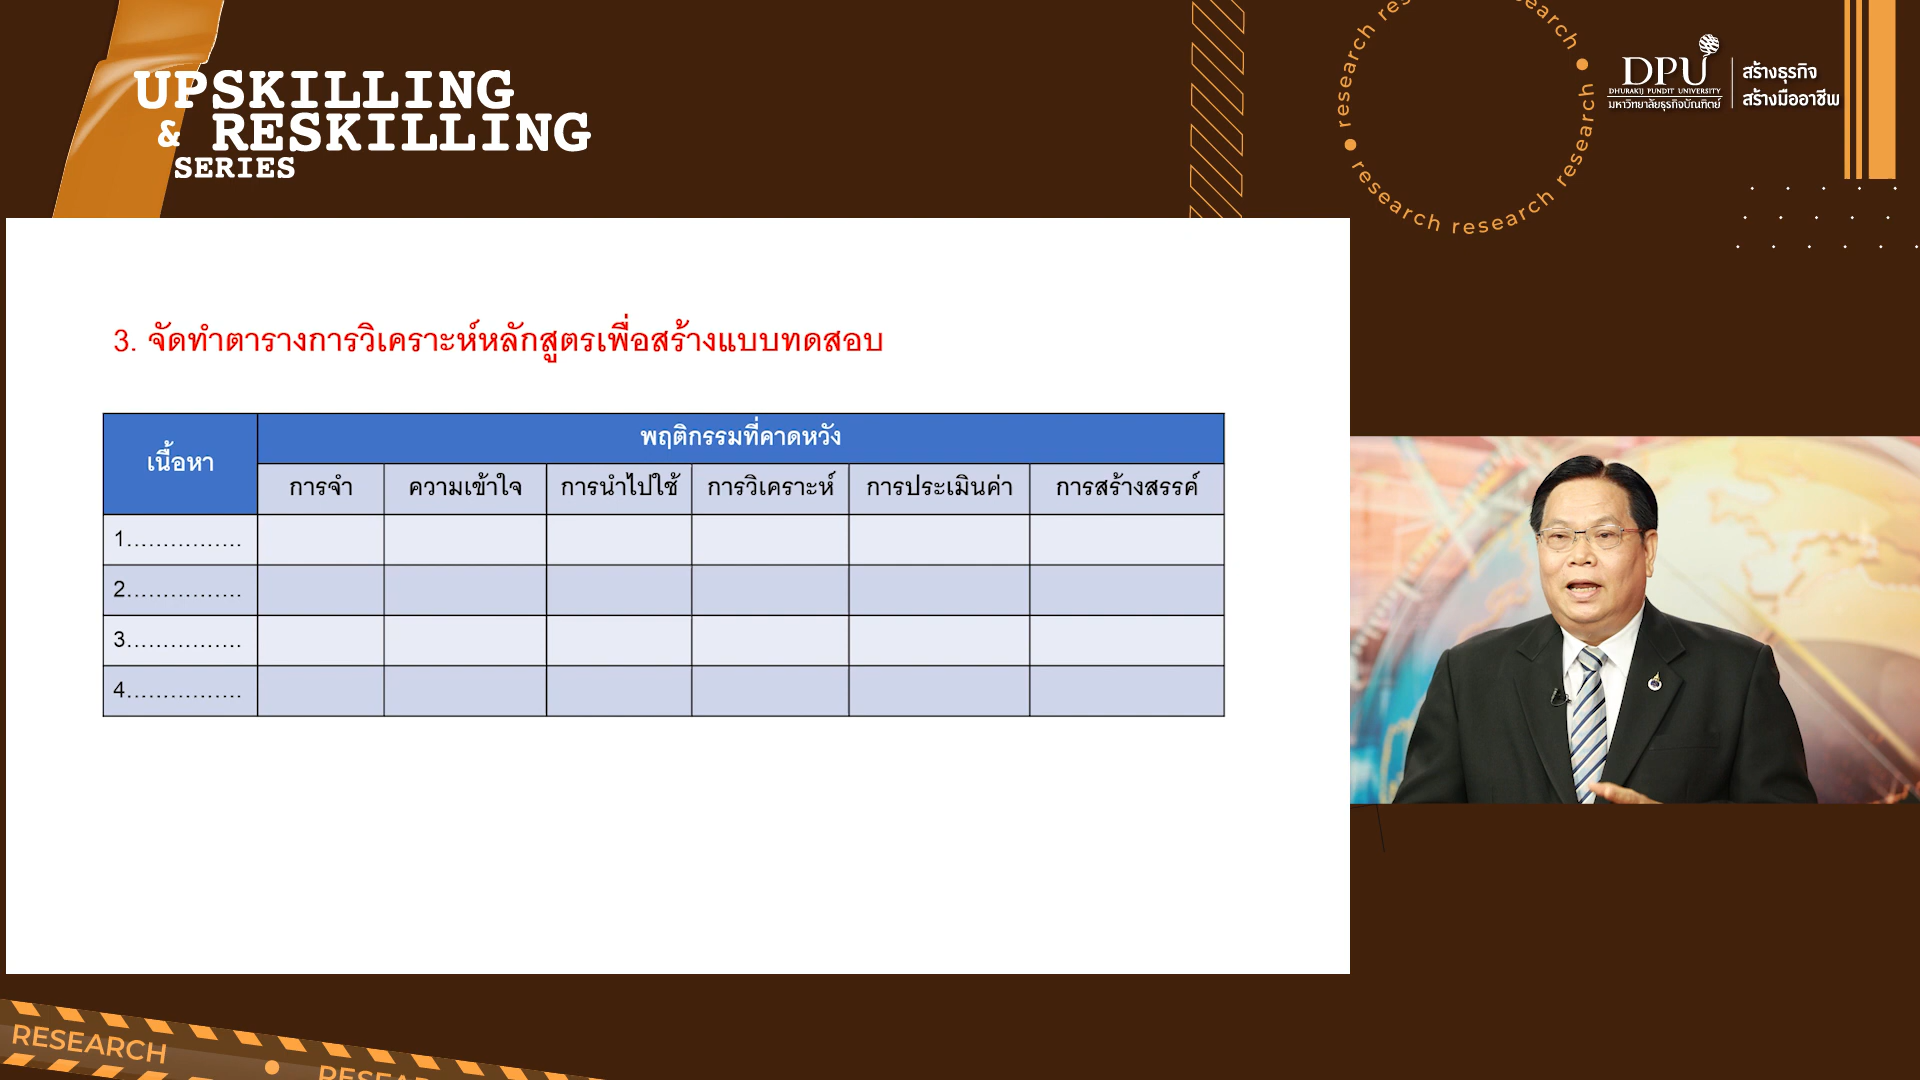 UPSKILLING
& RESKILLING
SERIES
research research research research research
DPU
DHURAKIJ PUNDIT UNIVERSITY
มหาวิทยาลัยธุรกิจบัณฑิตย์
สร้างธุรกิจ
สร้างมืออาชีพ
3. จัดทำตารางการวิเคราะห์หลักสูตรเพื่อสร้างแบบทดสอบ
เนื้อหา
พฤติกรรมที่คาดหวัง
การจำ ความเข้าใจ การนำไปใช้ การวิเคราะห์ การประเมินค่า การสร้างสรรค์
1................
2................
3................
4................
RESEARCH